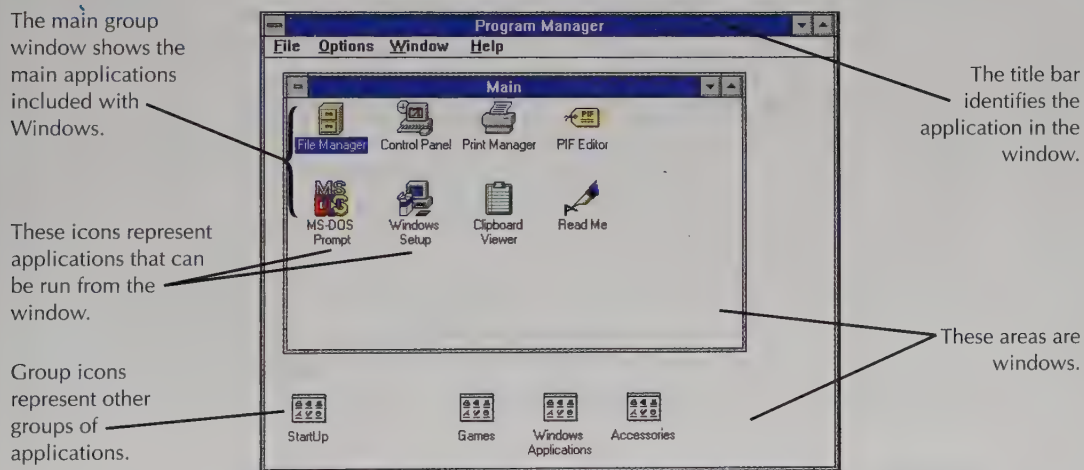 The main group
window shows the
main applications
included with
Windows.
These icons represent
applications that can
be run from the
window.
Group icons
represent other
groups of
applications.
Program Manager
File Options Window Help
Main
File Manager Control Panel Print Manager PIF Editor
PIF
MS-DOS
Prompt
Windows
Setup
Clipboard
Viewer
Read Me
MS
DOS
StartUp
Games
Windows
Applications
Accessories
The title bar
identifies the
application in the
window.
These areas are
windows.